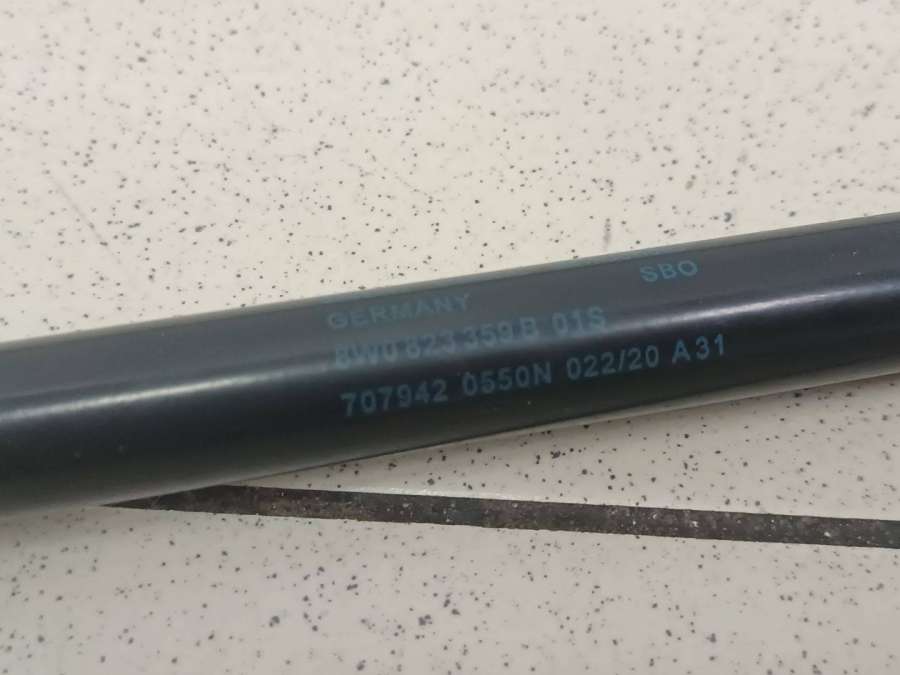 GERMANY SBO
8W0 823 359 B 01S
707942 0550N 022/20 A31